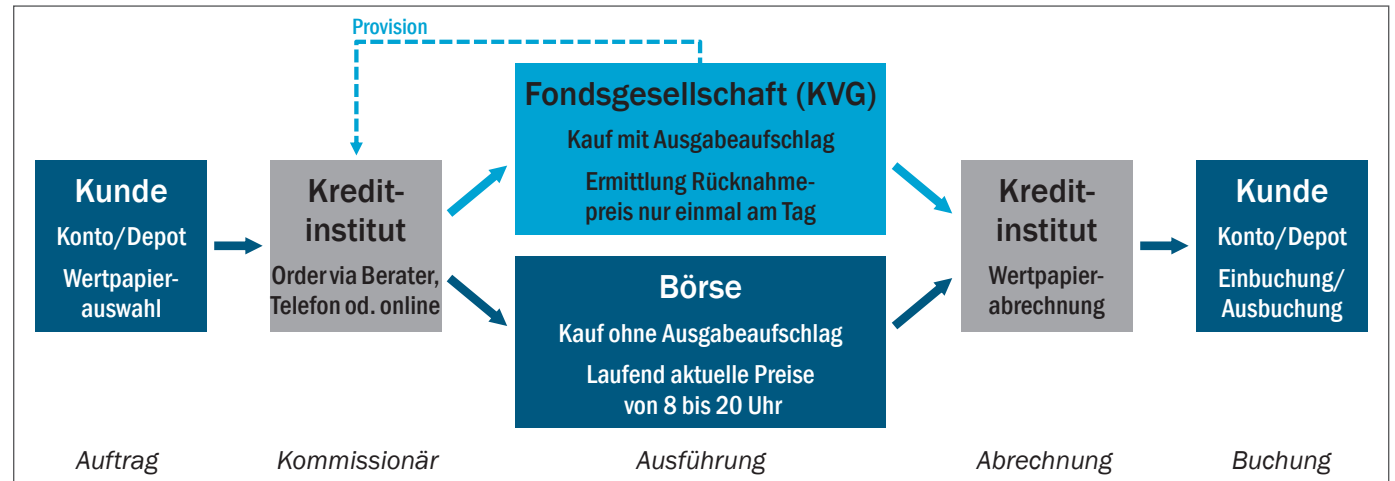 Provision
Kunde
Konto/Depot
Wertpapier-
auswahl
Kredit-
institut
Order via Berater,
Telefon od. online
Fondsgesellschaft (KVG)
Kauf mit Ausgabeaufschlag
Ermittlung Rücknahme-
preis nur einmal am Tag
Börse
Kauf ohne Ausgabeaufschlag
Laufend aktuelle Preise
von 8 bis 20 Uhr
Kredit-
institut
Wertpapier-
abrechnung
Kunde
Konto/Depot
Einbuchung/
Ausbuchung
Auftrag
Kommissionär
Ausführung
Abrechnung
Buchung